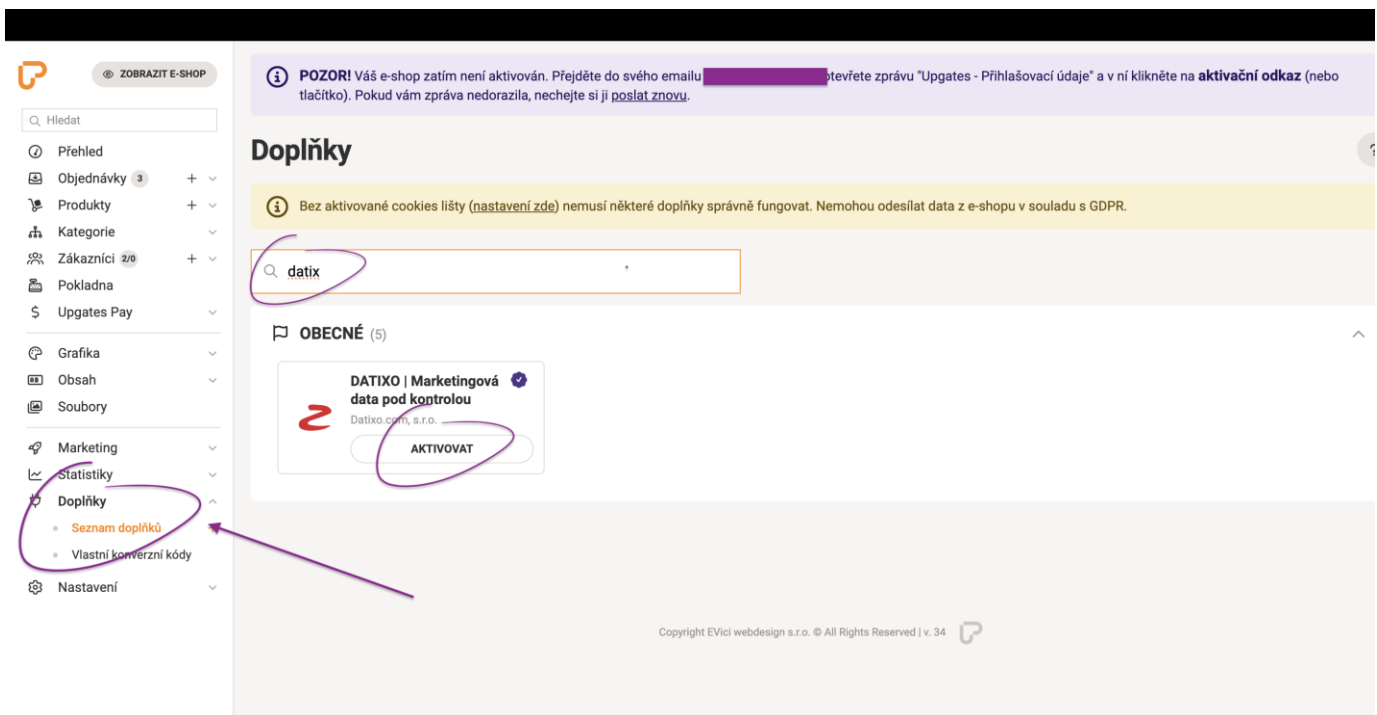 ZOBRAZIT E-SHOP
Hledat
Přehled
Objednávky 3
Produkty
Kategorie
Zákazníci 2/0
Pokladna
Upgates Pay
Grafika
Obsah
Soubory
Marketing
Statistiky
Doplňky
Seznam doplňků
Vlastní konverzní kódy
Nastavení
POZOR! Váš e-shop zatím není aktivován. Přejděte do svého emailu otevřete zprávu "Upgates - Přihlašovací údaje" a v ní klikněte na aktivační odkaz (nebo
tlačítko). Pokud vám zpráva nedorazila, nechejte si ji poslat znovu.
Doplňky
?
Bez aktivované cookies lišty (nastavení zde) nemusí některé doplňky správně fungovat. Nemohou odesílat data z e-shopu v souladu s GDPR.
datix
OBECNÉ (5)
DATIXO | Marketingová
data pod kontrolou
Datixo.com, s.r.o.
AKTIVOVAT
Copyright EVici webdesign s.r.o. © All Rights Reserved | v. 34